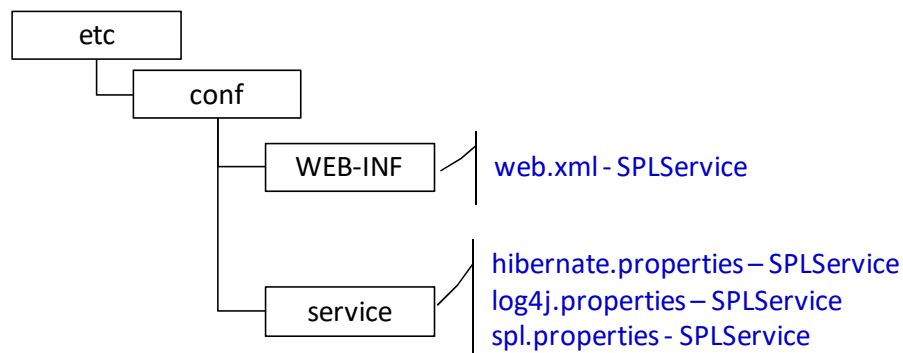 etc
conf
WEB-INF
web.xml - SPLService
hibernate.properties – SPLService
log4j.properties – SPLService
service
spl.properties - SPLService